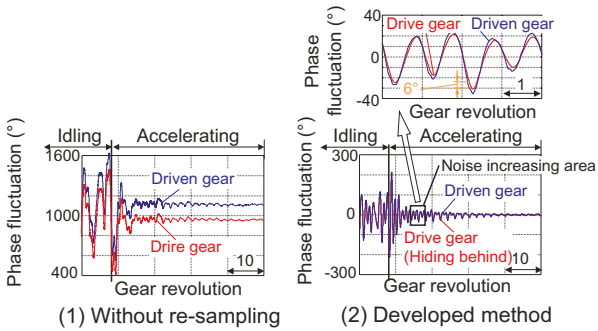 Idling
Accelerating
Phase fluctuation (°)
1600
1000
400
Driven gear
Drire gear
10
Gear revolution
(1) Without re-sampling
Phase
fluctuation (°)
40
0
-40
Drive gear
Driven gear
6°
1
Gear revolution
Idling
Accelerating
Phase fluctuation (°)
300
0
-300
Noise increasing area
Driven gear
Drive gear
(Hiding behind)
10
Gear revolution
(2) Developed method